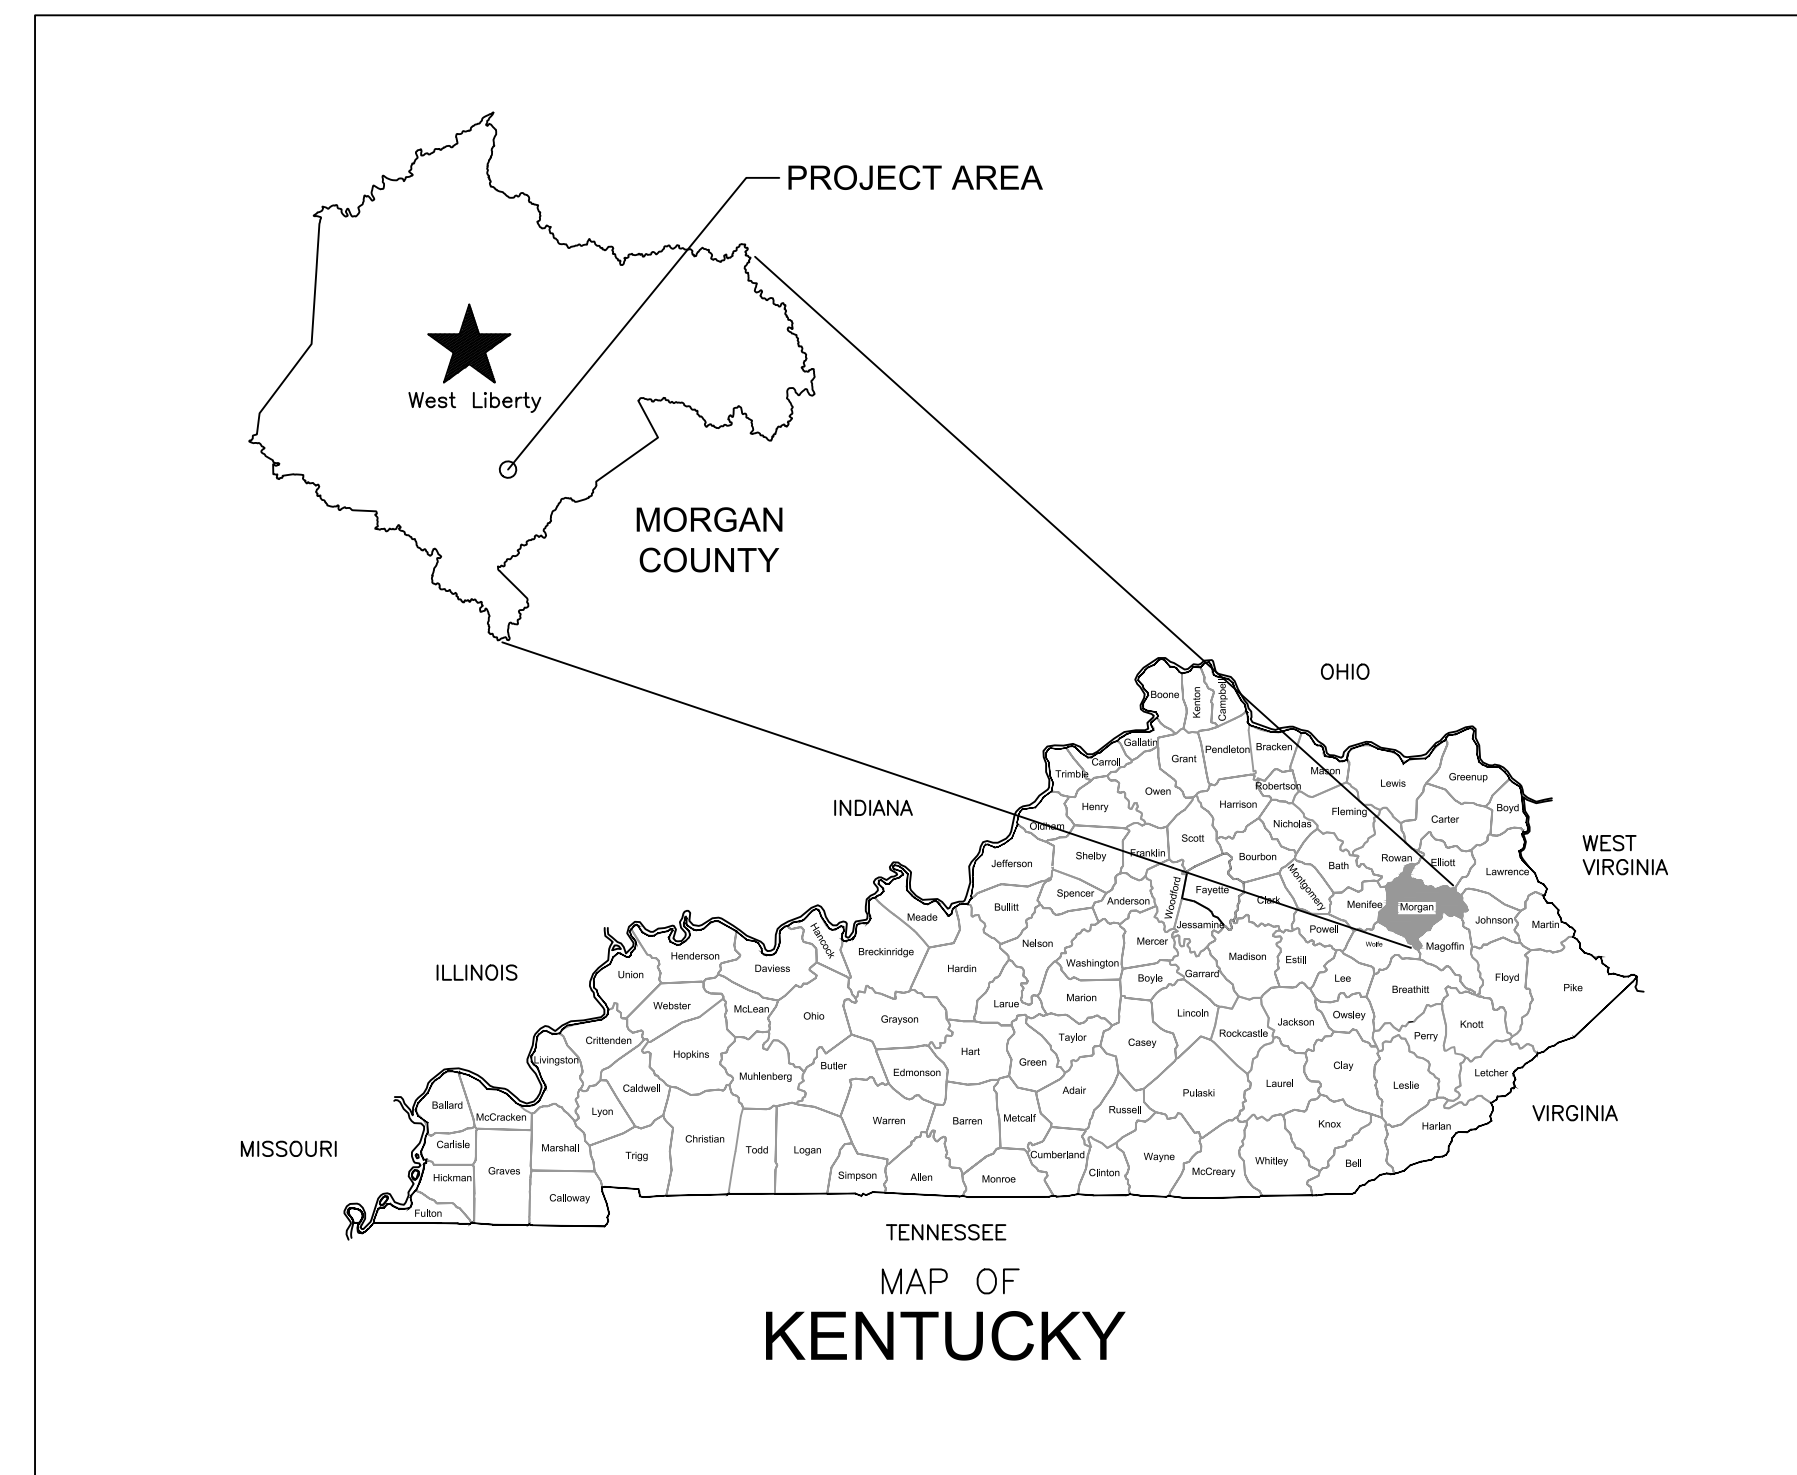 PROJECT AREA
West Liberty
MORGAN
COUNTY
OHIO
INDIANA
WEST
VIRGINIA
ILLINOIS
VIRGINIA
MISSOURI
TENNESSEE
Boone
Kenton
Campbell
Gallatin
Carroll
Trimble
Grant
Pendleton
Bracken
Mason
Lewis
Greenup
Boyd
Carter
Henry
Owen
Harrison
Robertson
Nicholas
Fleming
Oldham
Scott
Franklin
Shelby
Jefferson
Bourbon
Bath
Rowan
Elliott
Lawrence
Montgomery
Spencer
Anderson
Woodford
Fayette
Clark
Menifee
Morgan
Bullitt
Meade
Hancock
Jessamine
Powell
Wolfe
Magoffin
Johnson
Martin
Breckinridge
Henderson
Daviess
Union
Hardin
Nelson
Washington
Mercer
Madison
Estill
Boyle
Garrard
Lee
Breathitt
Floyd
Pike
Webster
McLean
Ohio
Grayson
Larue
Marion
Lincoln
Rockcastle
Jackson
Owsley
Perry
Knott
Crittenden
Livingston
Hopkins
Muhlenberg
Butler
Edmonson
Hart
Green
Taylor
Casey
Pulaski
Laurel
Clay
Leslie
Letcher
Caldwell
Lyon
Ballard
McCracken
Carlisle
Marshall
Hickman
Graves
Calloway
Fulton
Trigg
Christian
Todd
Logan
Warren
Simpson
Allen
Barren
Metcalf
Adair
Russell
Monroe
Cumberland
Clinton
Wayne
McCreary
Whitley
Knox
Bell
Harlan
MAP OF
KENTUCKY